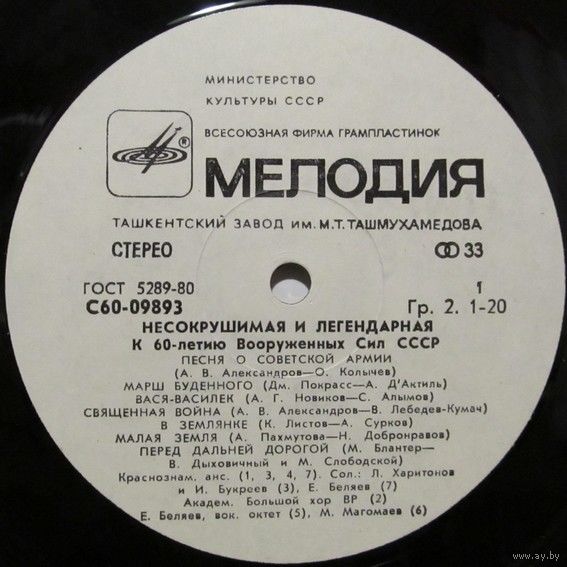 МИНИСТЕРСТВО
КУЛЬТУРЫ СССР
ВСЕСОЮЗНАЯ ФИРМА ГРАМПЛАСТИНОК
®
МЕЛОДИЯ
ТАШКЕНТСКИЙ ЗАВОД ИМ. М.Т. ТАШМУХАМЕДОВА
СТЕРЕО 33
ГОСТ 5289-80 1
С60-09893 Гр. 2. 1-20
НЕСОКРУШИМАЯ И ЛЕГЕНДАРНАЯ
К 60-летию Вооруженных Сил СССР
ПЕСНЯ О СОВЕТСКОЙ АРМИИ
(А. В. Александров—О. Колычев)
МАРШ БУДЕННОГО (Дм. Покрасс—А. Д'Актиль)
ВАСЯ-ВАСИЛЕК (А. Г. Новиков—С. Алымов)
СВЯЩЕННАЯ ВОЙНА (А. В. Александров—В. Лебедев-Кумач)
В ЗЕМЛЯНКЕ (К. Листов—А. Сурков)
МАЛАЯ ЗЕМЛЯ (А. Пахмутова—Н. Добронравов)
ПЕРЕД ДАЛЬНЕЙ ДОРОГОЙ (М. Блантер—
В. Дыховичный и М. Слободской)
Краснознам. анс. (1, 3, 4, 7). Сол.: Л. Харитонов
и И. Букреев (3), Е. Беляев (7)
Академ. Большой хор ВР (2)
Е. Беляев, вок. октет (5), М. Магомаев (6)
www.ay.by